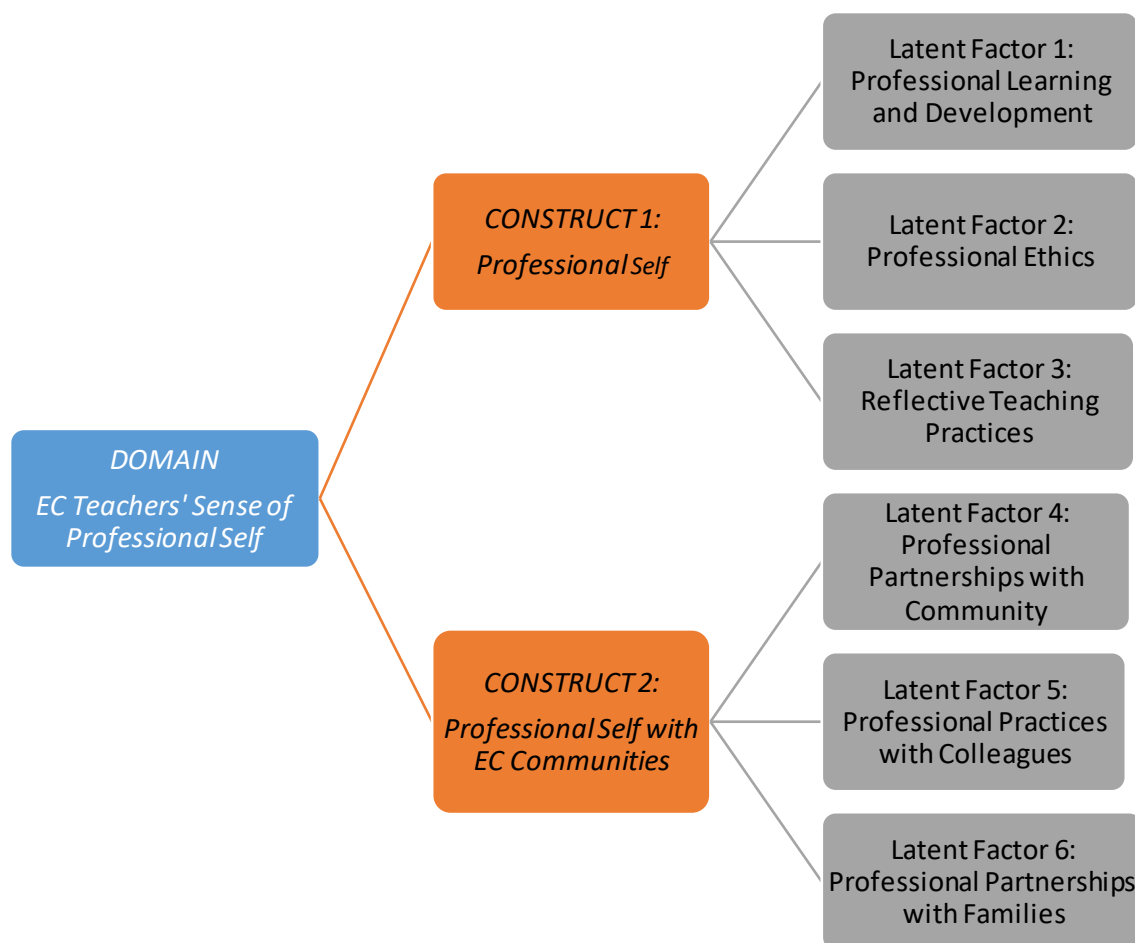 DOMAIN
EC Teachers' Sense of
Professional Self
CONSTRUCT 1:
Professional Self
CONSTRUCT 2:
Professional Self with
EC Communities
Latent Factor 1:
Professional Learning
and Development
Latent Factor 2:
Professional Ethics
Latent Factor 3:
Reflective Teaching
Practices
Latent Factor 4:
Professional
Partnerships with
Community
Latent Factor 5:
Professional Practices
with Colleagues
Latent Factor 6:
Professional Partnerships
with Families